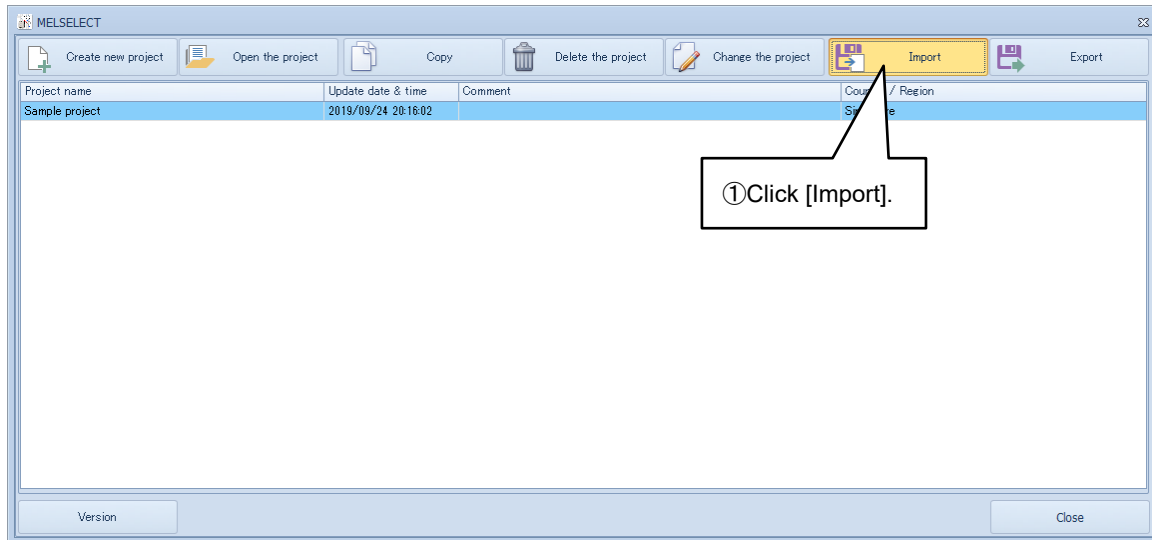 MELSELECT
Create new project Open the project Copy Delete the project Change the project Import Export
Project name Update date & time Comment / Region
Sample project 2019/09/24 20:16:02
①Click [Import].
Version Close